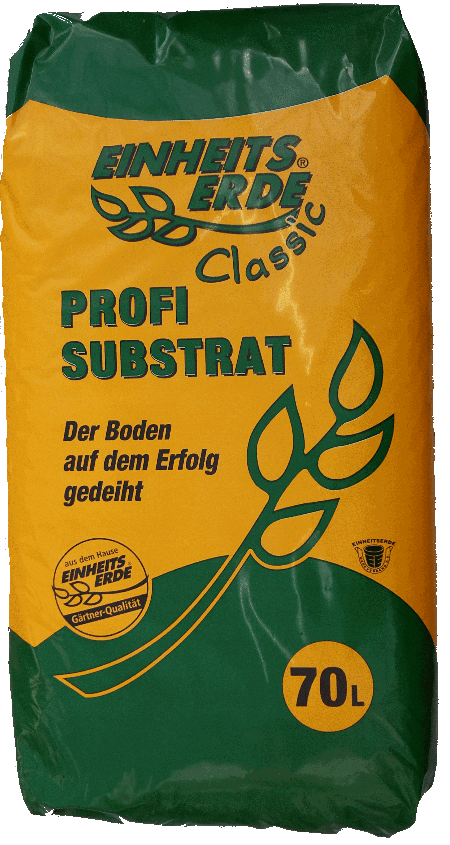 EINHEITS
ERDE®
Classic
PROFI
SUBSTRAT
Der Boden
auf dem Erfolg
gedeiht
aus dem Hause
EINHEITS
ERDE®
Gärtner-Qualität
EINHEITSERDE
70L